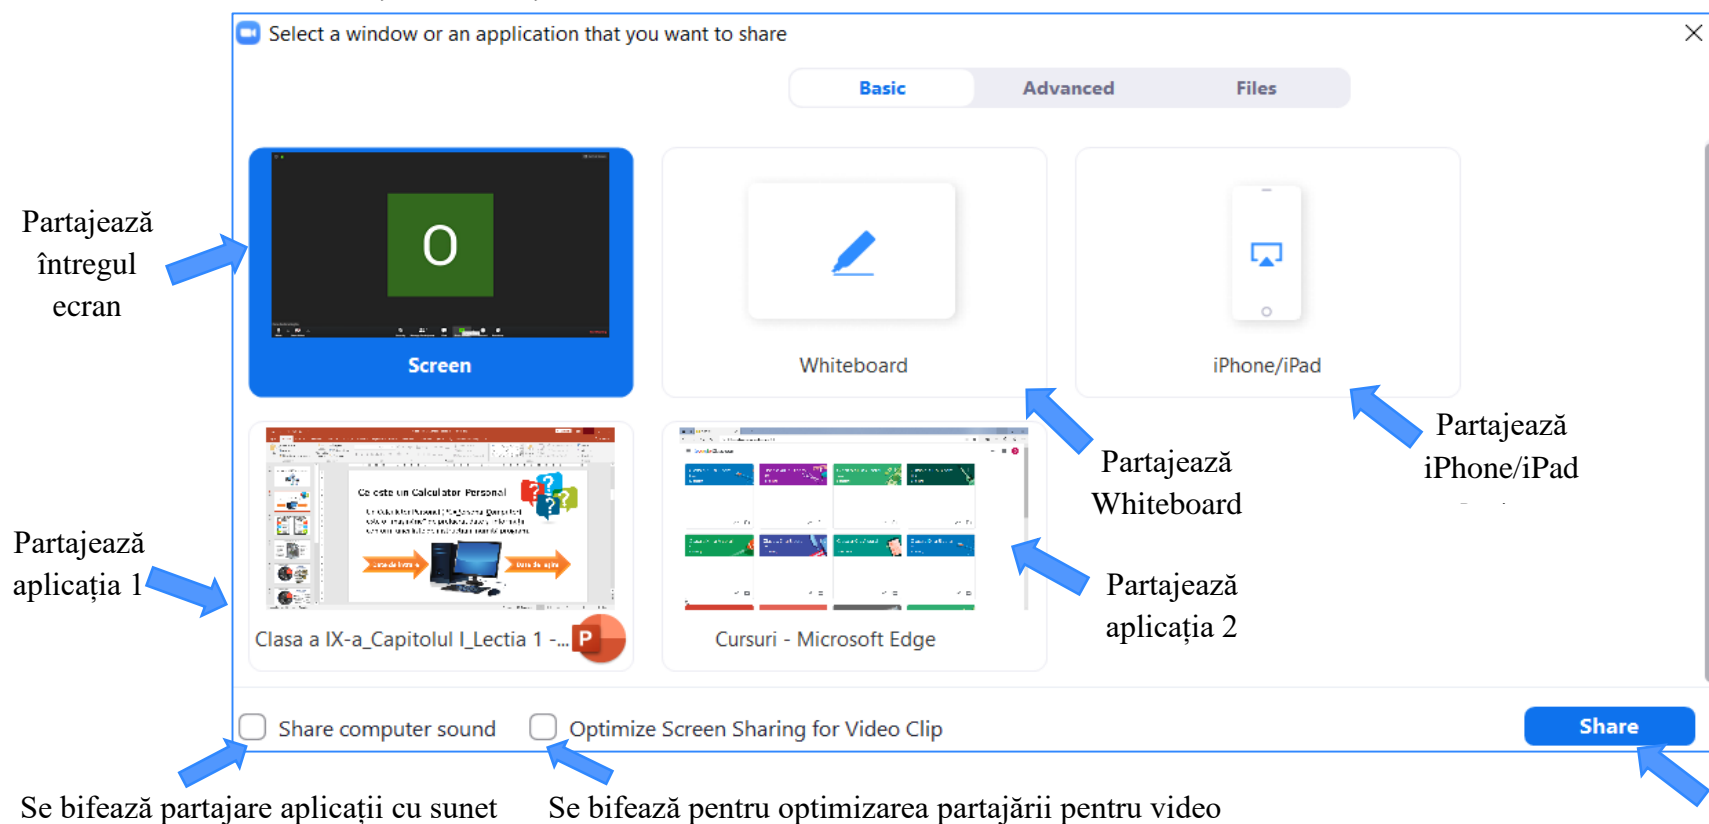 Select a window or an application that you want to share
Basic
Advanced
Files
Partajează
întregul
ecran
O
Screen
Whiteboard
iPhone/iPad
Partajează
iPhone/iPad
Partajează
Whiteboard
Partajează
aplicația 1
Ce este un Calculator Personal
Partajează
aplicația 2
Clasa a IX-a_Capitolul I_Lectia 1 -...
P
Cursuri - Microsoft Edge
Share computer sound
Optimize Screen Sharing for Video Clip
Share
Se bifează partajare aplicații cu sunet
Se bifează pentru optimizarea partajării pentru video